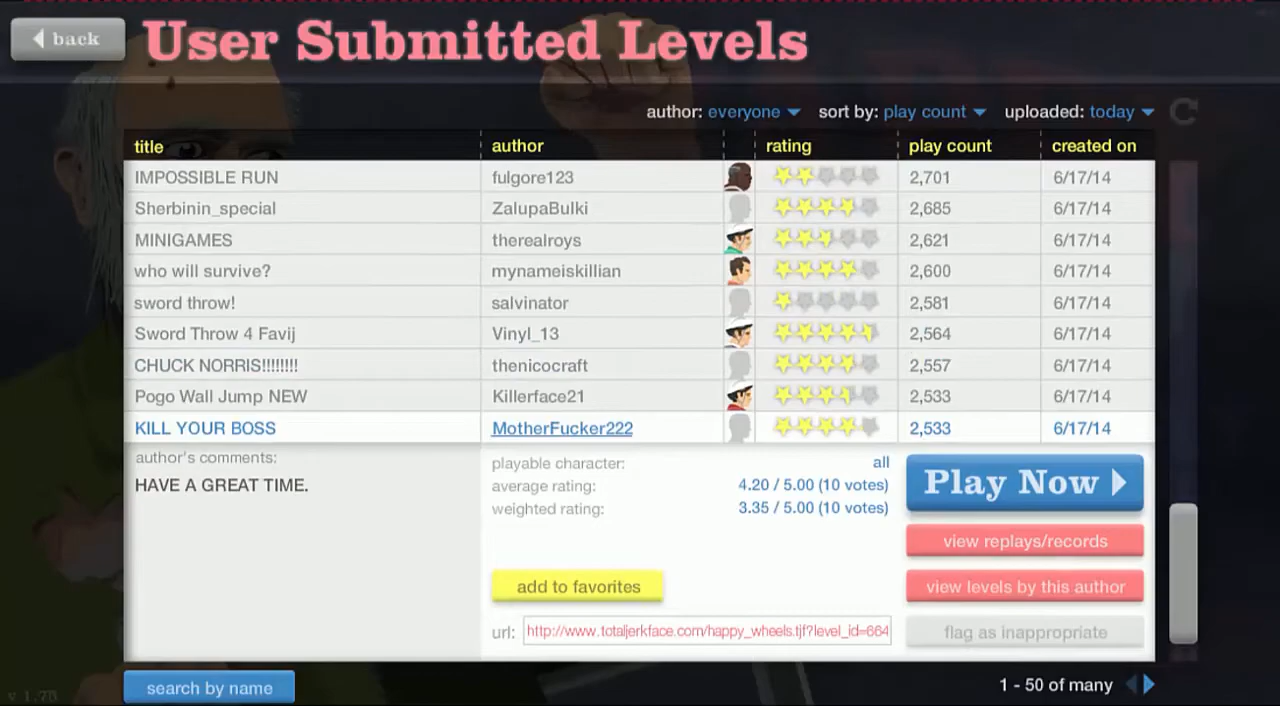 back
User Submitted Levels
author: everyone sort by: play count uploaded: today
title author rating play count created on
IMPOSSIBLE RUN fulgore123 2,701 6/17/14
Sherbinin_special ZalupaBulki 2,685 6/17/14
MINIGAMES therealroys 2,621 6/17/14
who will survive? mynameiskillian 2,600 6/17/14
sword throw! salvinator 2,581 6/17/14
Sword Throw 4 Favij Vinyl_13 2,564 6/17/14
CHUCK NORRIS!!!!!!!! thenicocraft 2,557 6/17/14
Pogo Wall Jump NEW Killerface21 2,533 6/17/14
KILL YOUR BOSS MotherFucker222 2,533 6/17/14
author's comments:
HAVE A GREAT TIME.
playable character: all
average rating: 4.20 / 5.00 (10 votes)
weighted rating: 3.35 / 5.00 (10 votes)
add to favorites
url: http://www.totaljerkface.com/happy_wheels.tjf?level_id=664
Play Now
view replays/records
view levels by this author
flag as inappropriate
search by name
1 - 50 of many